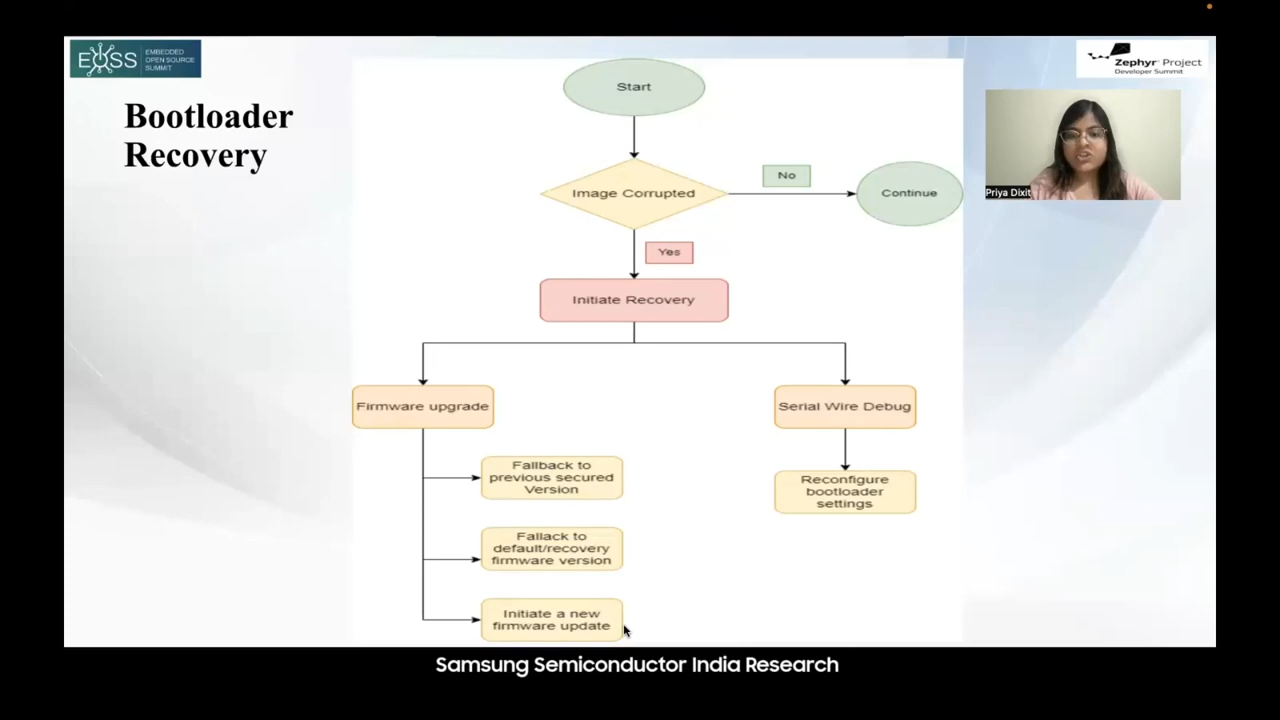 EOSS
EMBEDDED
OPEN SOURCE
SUMMIT
Zephyr Project
Developer Summit
Bootloader
Recovery
Priya Dixit
Start
Image Corrupted
No
Continue
Yes
Initiate Recovery
Firmware upgrade
Serial Wire Debug
Fallback to
previous secured
Version
Reconfigure
bootloader
settings
Fallack to
default/recovery
firmware version
Initiate a new
firmware update
Samsung Semiconductor India Research